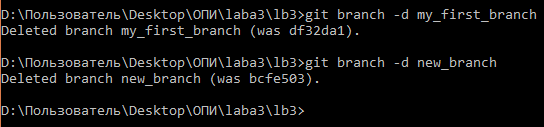 D:\Пользователь\Desktop\ОПИ\laba3\lb3>git branch -d my_first_branch
Deleted branch my_first_branch (was df32da1).
D:\Пользователь\Desktop\ОПИ\laba3\lb3>git branch -d new_branch
Deleted branch new_branch (was bcfe503).
D:\Пользователь\Desktop\ОПИ\laba3\lb3>